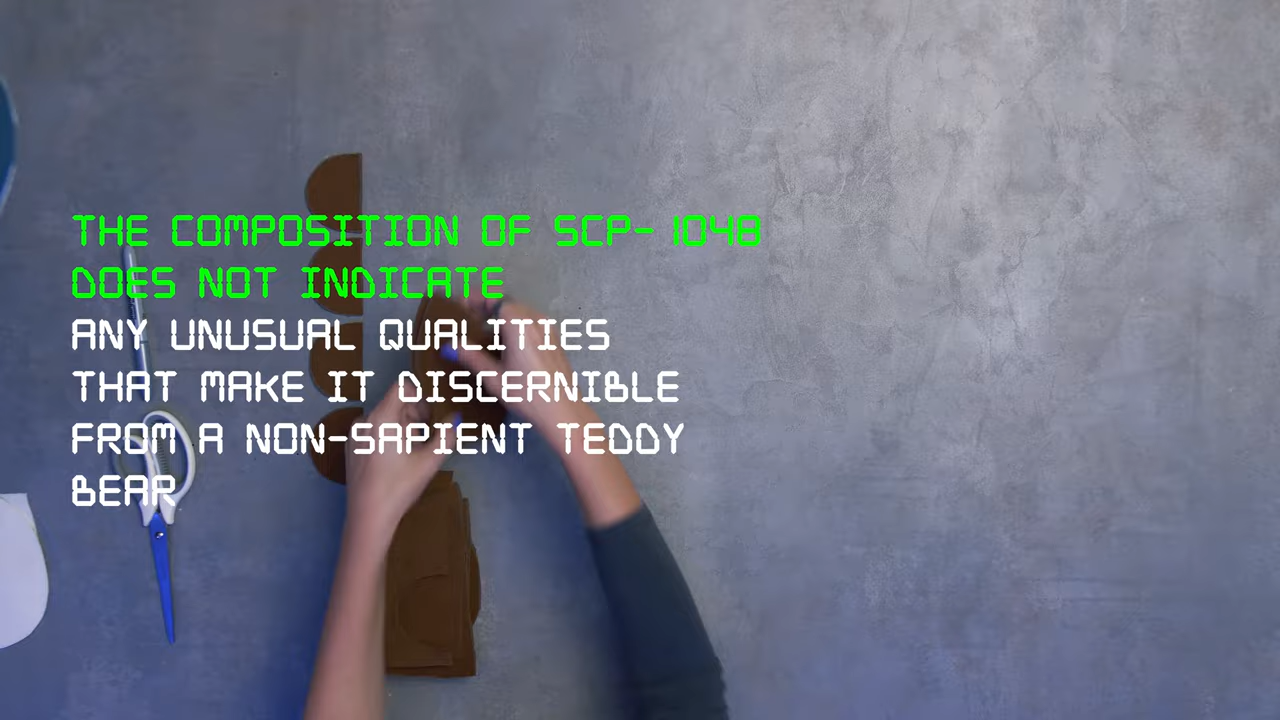 THE COMPOSITION OF SCP-1048
DOES NOT INDICATE
ANY UNUSUAL QUALITIES
THAT MAKE IT DISCERNIBLE
FROM A NON-SAPIENT TEDDY
BEAR